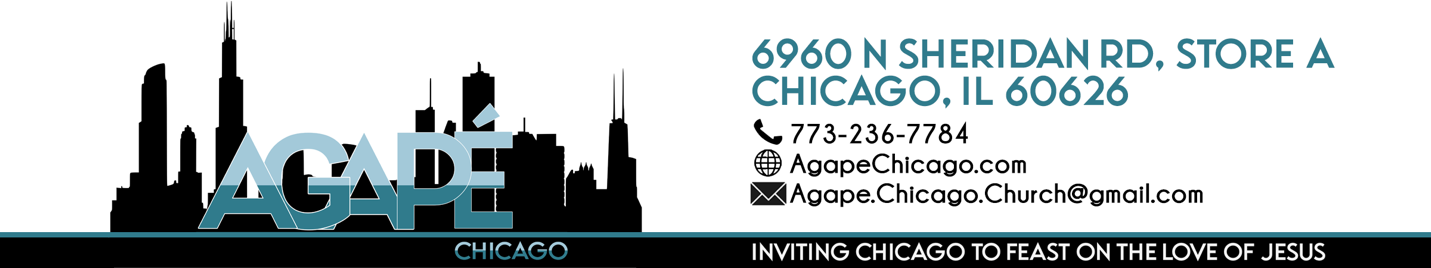 AGAPÉ
CHICAGO
6960 N SHERIDAN RD, STORE A
CHICAGO, IL 60626
773-236-7784
AgapeChicago.com
Agape.Chicago.Church@gmail.com
INVITING CHICAGO TO FEAST ON THE LOVE OF JESUS